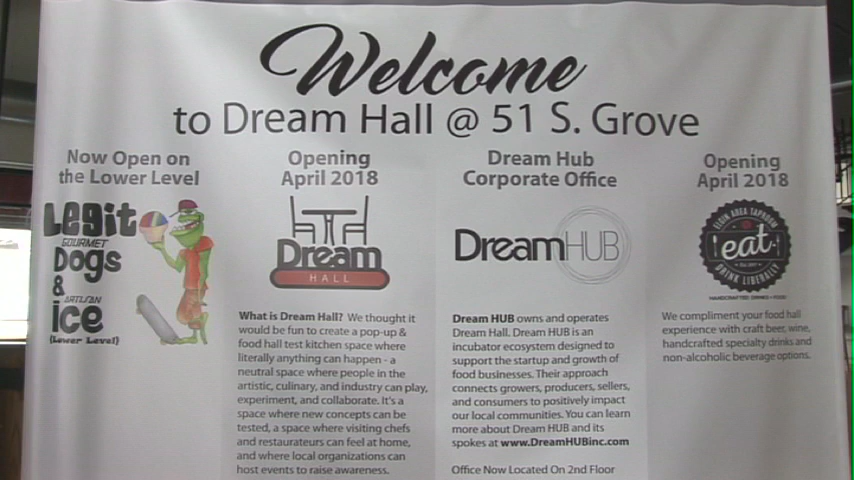 Welcome
to Dream Hall @ 51 S. Grove
Now Open on
the Lower Level
Legit
GOURMET
Dogs
&
ARTISAN
ice
(Lower Level)
Opening
April 2018
Dream
HALL
What is Dream Hall? We thought it
would be fun to create a pop-up &
food hall test kitchen space where
literally anything can happen - a
neutral space where people in the
artistic, culinary, and industry can play,
experiment, and collaborate. It's a
space where new concepts can be
tested, a space where visiting chefs
and restaurateurs can feel at home,
and where local organizations can
host events to raise awareness.
Dream Hub
Corporate Office
DreamHUB
Dream HUB owns and operates
Dream Hall. Dream HUB is an
incubator ecosystem designed to
support the startup and growth of
food businesses. Their approach
connects growers, producers, sellers,
and consumers to positively impact
our local communities. You can learn
more about Dream HUB and its
spokes at www.DreamHUBinc.com
Office Now Located On 2nd Floor
Opening
April 2018
ELGIN AREA TAPROOM
'eat'
DRINK LIBERALLY
HANDCRAFTED DRINKS + FOOD
We compliment your food hall
experience with craft beer, wine,
handcrafted specialty drinks and
non-alcoholic beverage options.